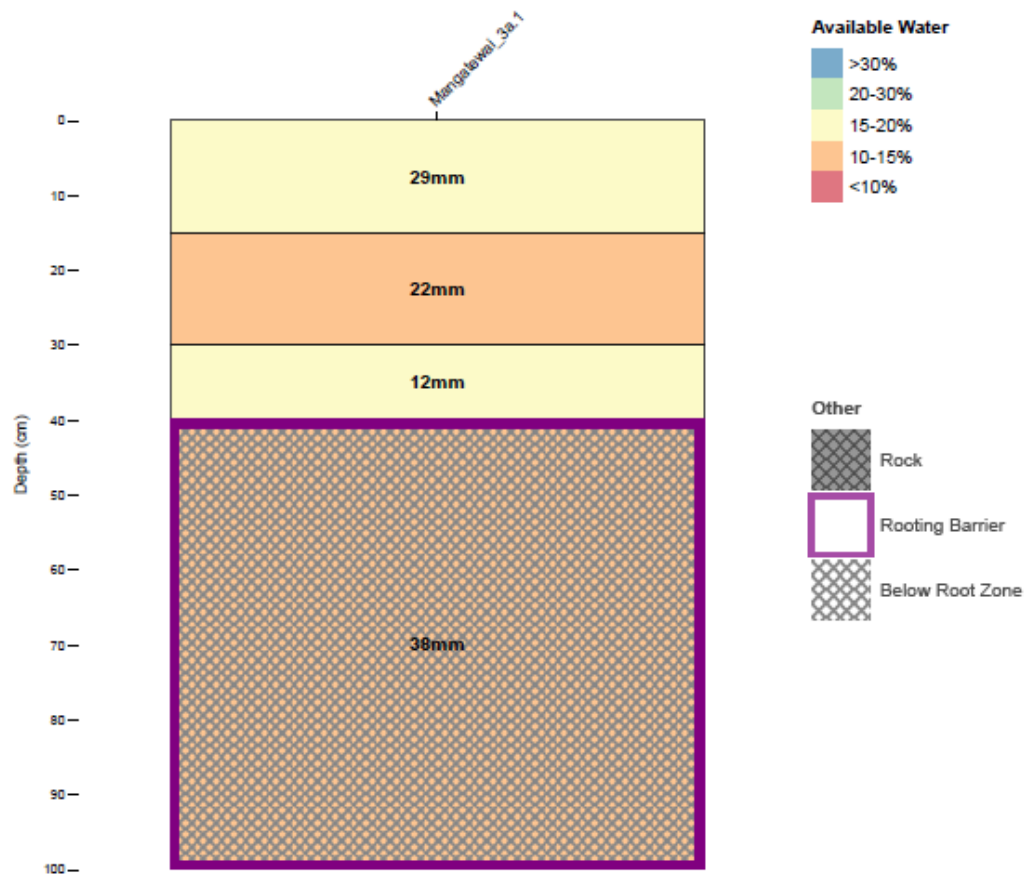 Mangatewai_3a.1
Available Water
>30%
20-30%
15-20%
10-15%
<10%
0
10
20
30
40
50
60
70
80
90
100
Depth (cm)
29mm
22mm
12mm
38mm
Other
Rock
Rooting Barrier
Below Root Zone